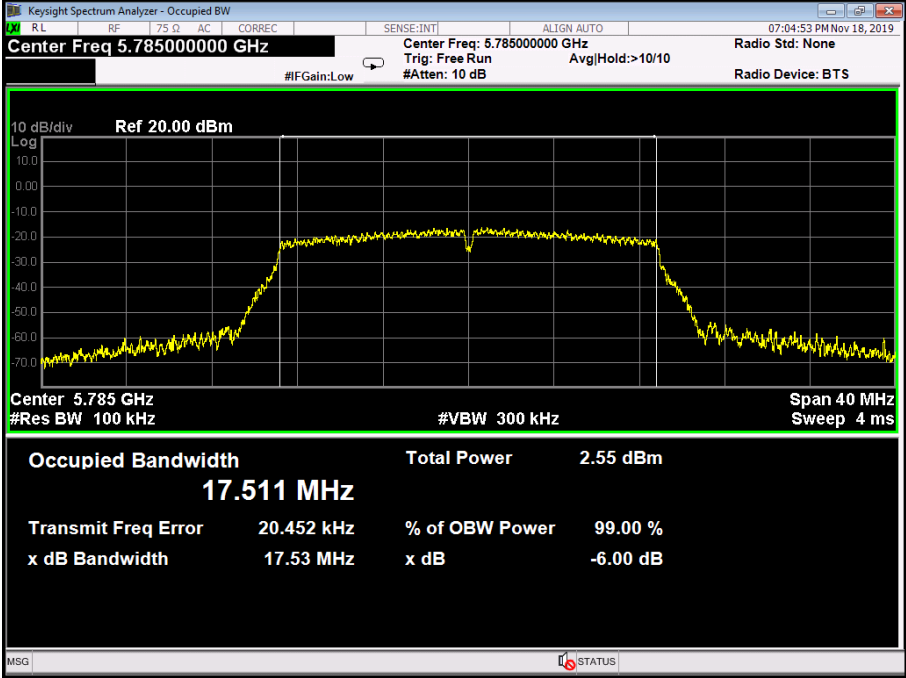 Keysight Spectrum Analyzer - Occupied BW
LXI RL RF 75 Ω AC CORREC SENSE:INT ALIGN AUTO 07:04:53 PM Nov 18, 2019
Center Freq 5.785000000 GHz Center Freq: 5.785000000 GHz Radio Std: None
Trig: Free Run Avg|Hold:>10/10
#IFGain:Low #Atten: 10 dB Radio Device: BTS
10 dB/div Ref 20.00 dBm
Log
10.0
0.00
-10.0
-20.0
-30.0
-40.0
-50.0
-60.0
-70.0
Center 5.785 GHz Span 40 MHz
#Res BW 100 kHz #VBW 300 kHz Sweep 4 ms
Occupied Bandwidth Total Power 2.55 dBm
17.511 MHz
Transmit Freq Error 20.452 kHz % of OBW Power 99.00 %
x dB Bandwidth 17.53 MHz x dB -6.00 dB
MSG STATUS